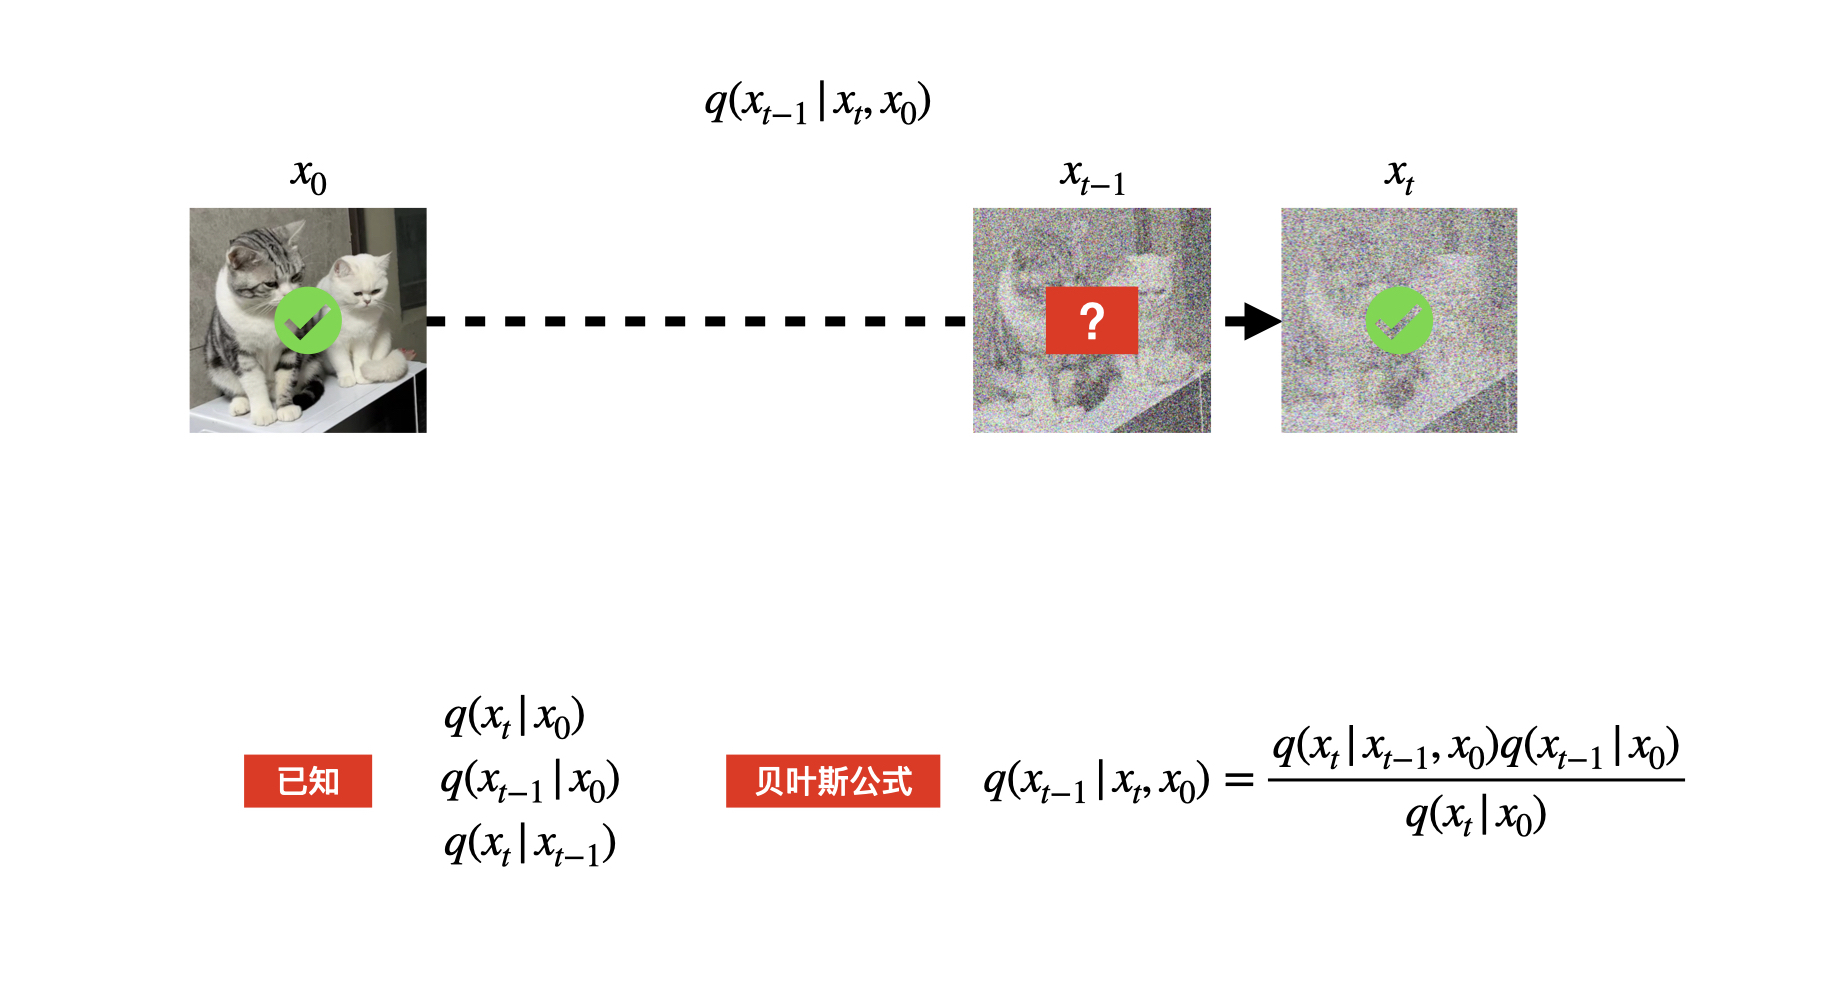 q(x_{t-1}|x_t, x_0)
x_0
x_{t-1}
x_t
?
已知
q(x_t|x_0)
q(x_{t-1}|x_0)
q(x_t|x_{t-1})
贝叶斯公式
q(x_{t-1}|x_t, x_0) = \frac{q(x_t|x_{t-1}, x_0)q(x_{t-1}|x_0)}{q(x_t|x_0)}